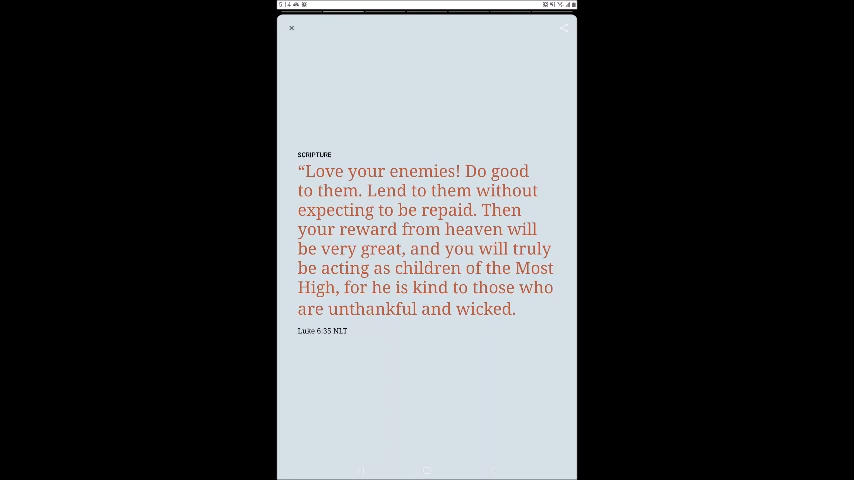 5:14
SCRIPTURE
“Love your enemies! Do good
to them. Lend to them without
expecting to be repaid. Then
your reward from heaven will
be very great, and you will truly
be acting as children of the Most
High, for he is kind to those who
are unthankful and wicked.
Luke 6:35 NLT